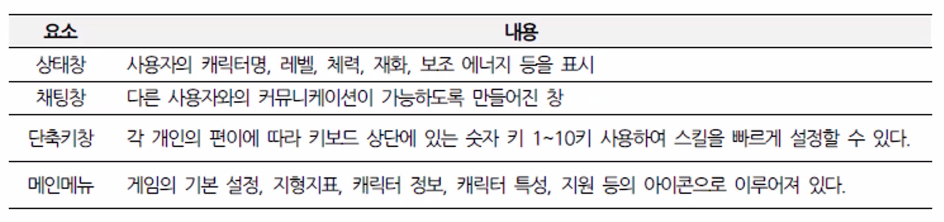 요소 내용
상태창 사용자의 캐릭터명, 레벨, 체력, 재화, 보조 에너지 등을 표시
채팅창 다른 사용자와의 커뮤니케이션이 가능하도록 만들어진 창
단축키창 각 개인의 편이에 따라 키보드 상단에 있는 숫자 키 1~10키 사용하여 스킬을 빠르게 설정할 수 있다.
메인메뉴 게임의 기본 설정, 지형지표, 캐릭터 정보, 캐릭터 특성, 지원 등의 아이콘으로 이루어져 있다.